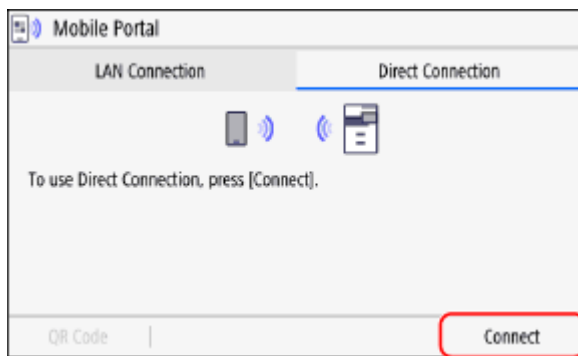 Mobile Portal
LAN Connection
Direct Connection
To use Direct Connection, press [Connect].
QR Code
Connect